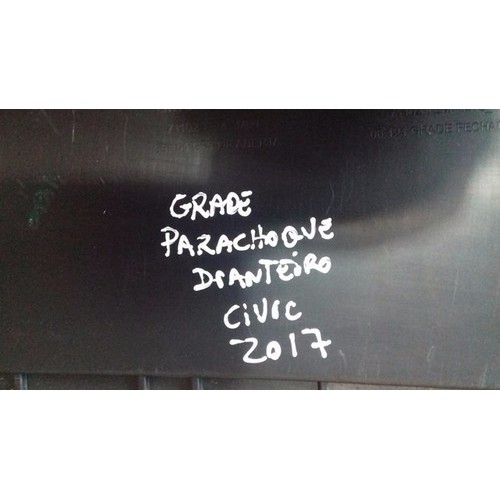 GRADE
PARACHOQUE
DIANTEIRO
CIVIC
2017